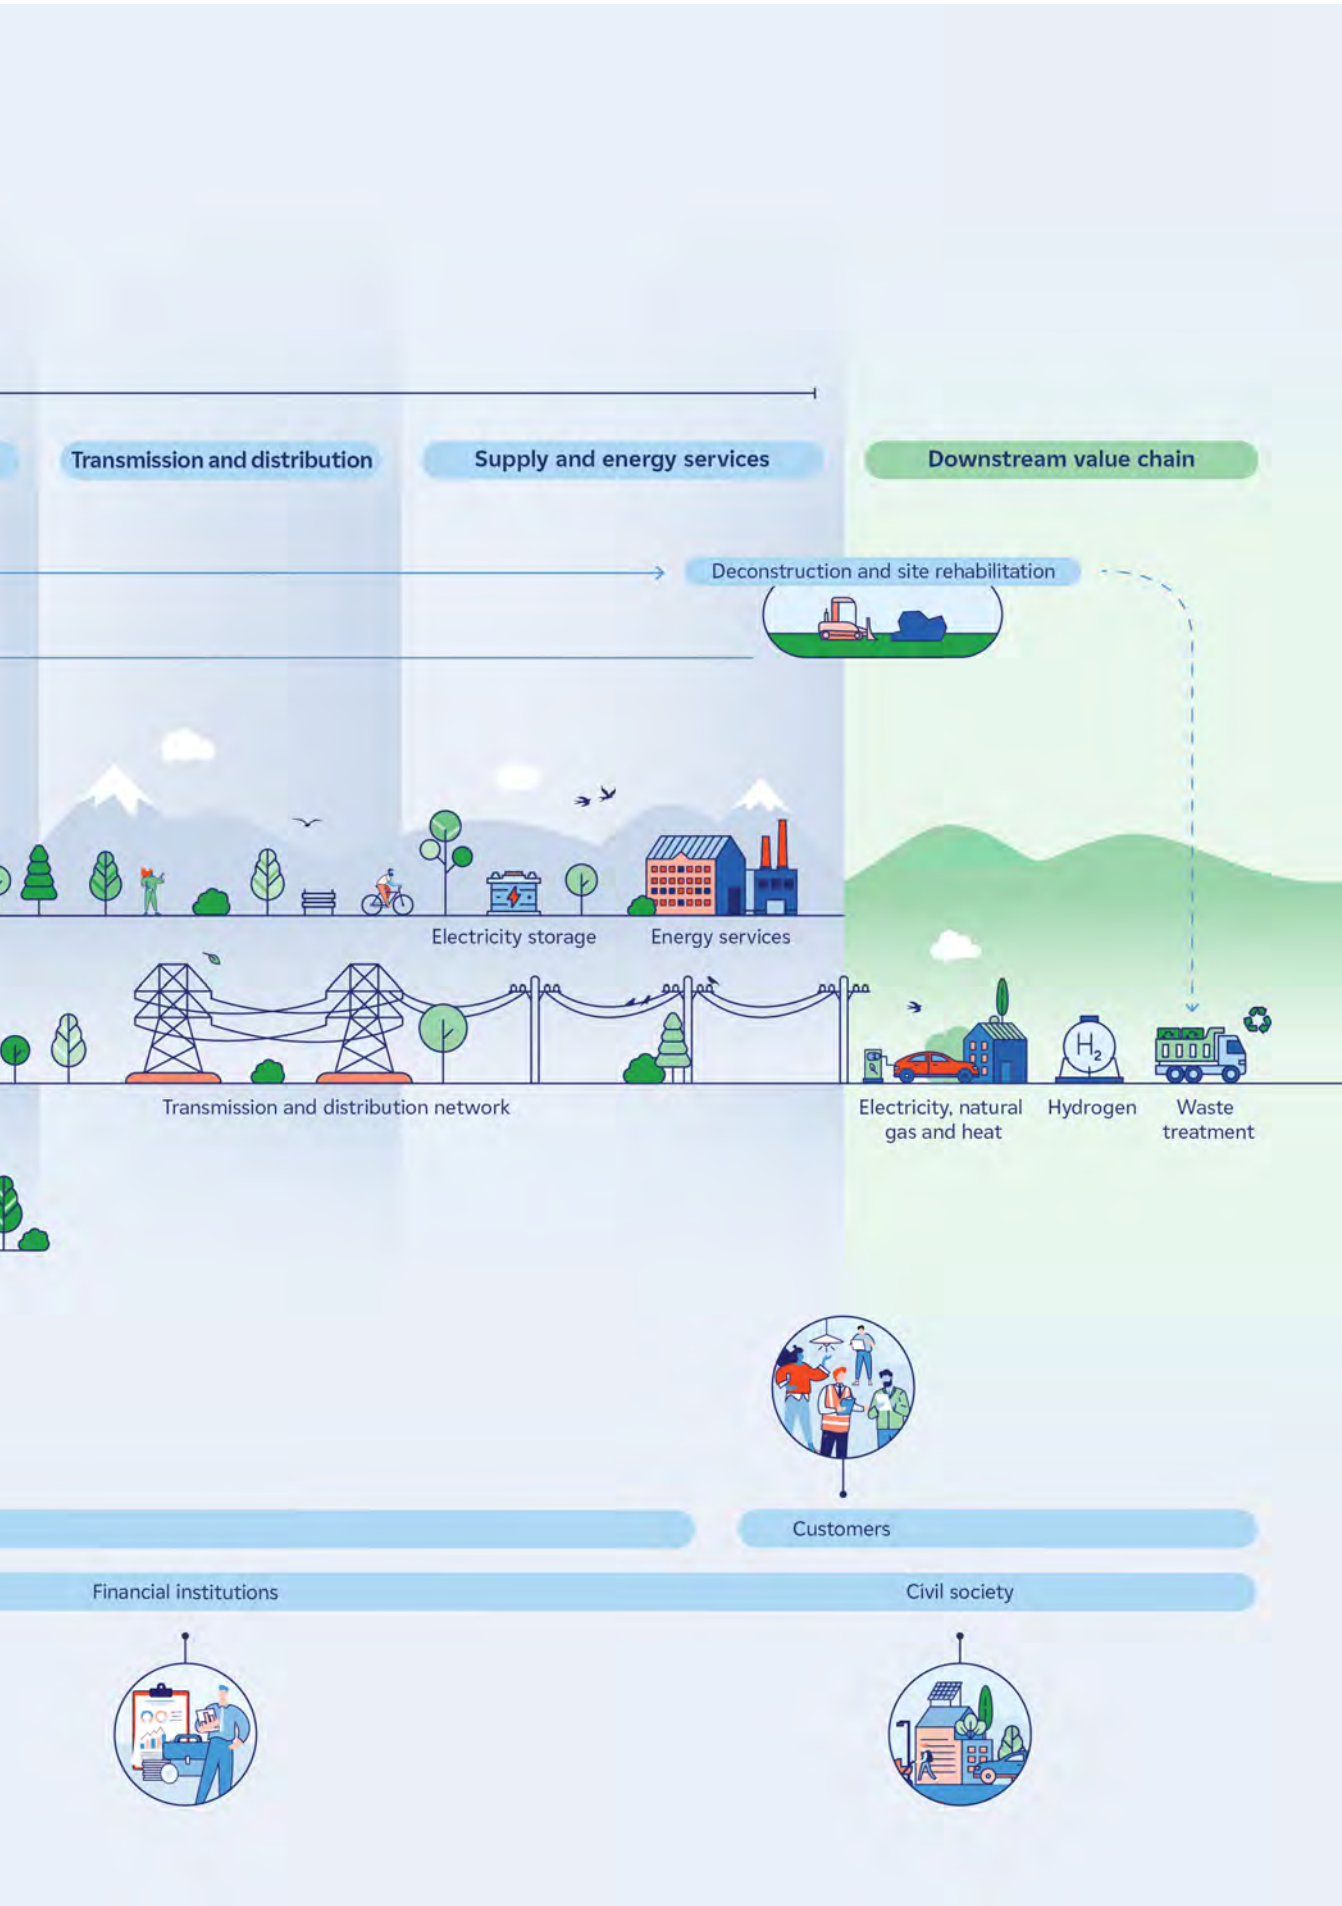 Transmission and distribution
Supply and energy services
Downstream value chain
Deconstruction and site rehabilitation
Electricity storage
Energy services
Transmission and distribution network
Electricity, natural
gas and heat
H2
Hydrogen
Waste
treatment
Customers
Financial institutions
Civil society